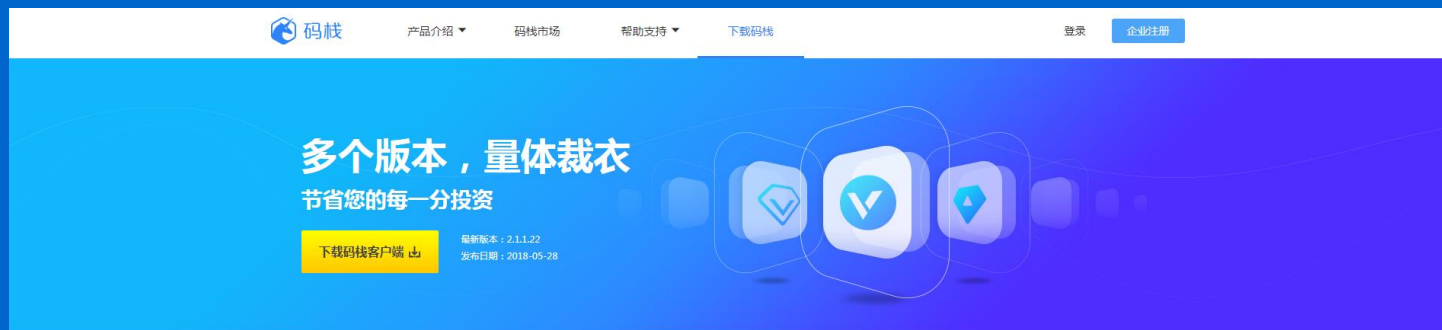 码栈
产品介绍
码栈市场
帮助支持
下载码栈
登录
企业注册
多个版本，量体裁衣
节省您的每一分投资
下载码栈客户端
最新版本：2.1.1.22
发布日期：2018-05-28